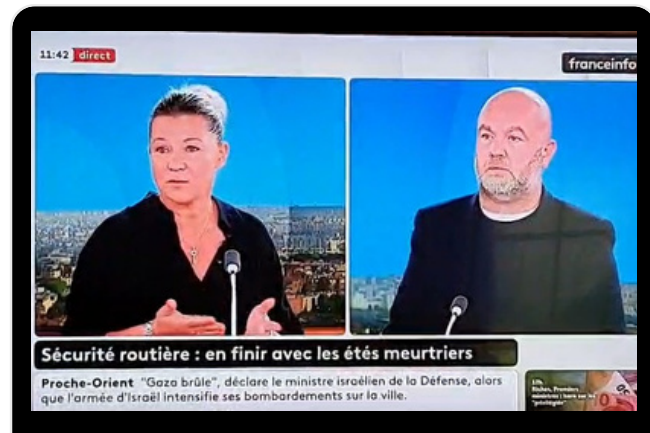 11:42 direct
franceinfo
Sécurité routière : en finir avec les étés meurtriers
Proche-Orient "Gaza brûle", déclare le ministre israélien de la Défense, alors
que l'armée d'Israël intensifie ses bombardements sur la ville.